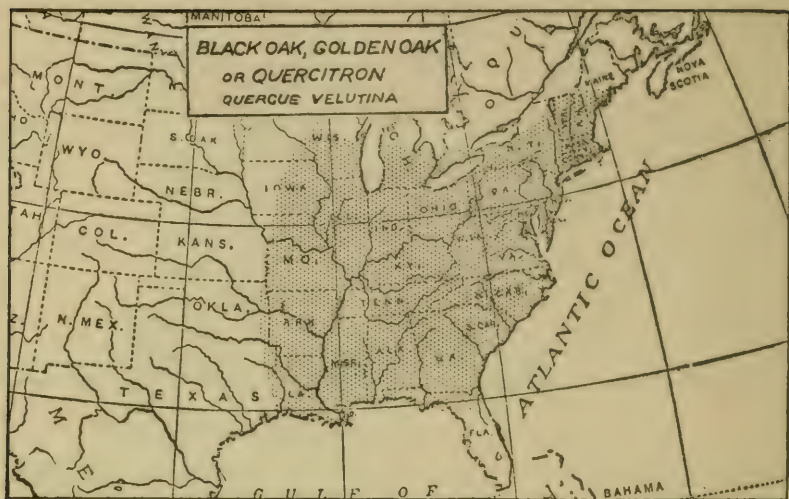 MANITOBA
BLACK OAK, GOLDEN OAK
OR QUERCITRON
QUERCUE VELUTINA
MONT.
MAINE
NOVA
SCOTIA
S. DAK
WIS.
WYO.
NEBR.
IOWA
PA.
OHIO
IND.
TAH
COL.
KANS.
MO.
KY.
VA.
OKLA.
TENN.
N. CAR.
N. MEX.
ARK.
S. CAR.
MISS.
ALA.
GA.
TEXAS
LA.
FLA.
ATLANTIC OCEAN
GULF OF
BAHAMA